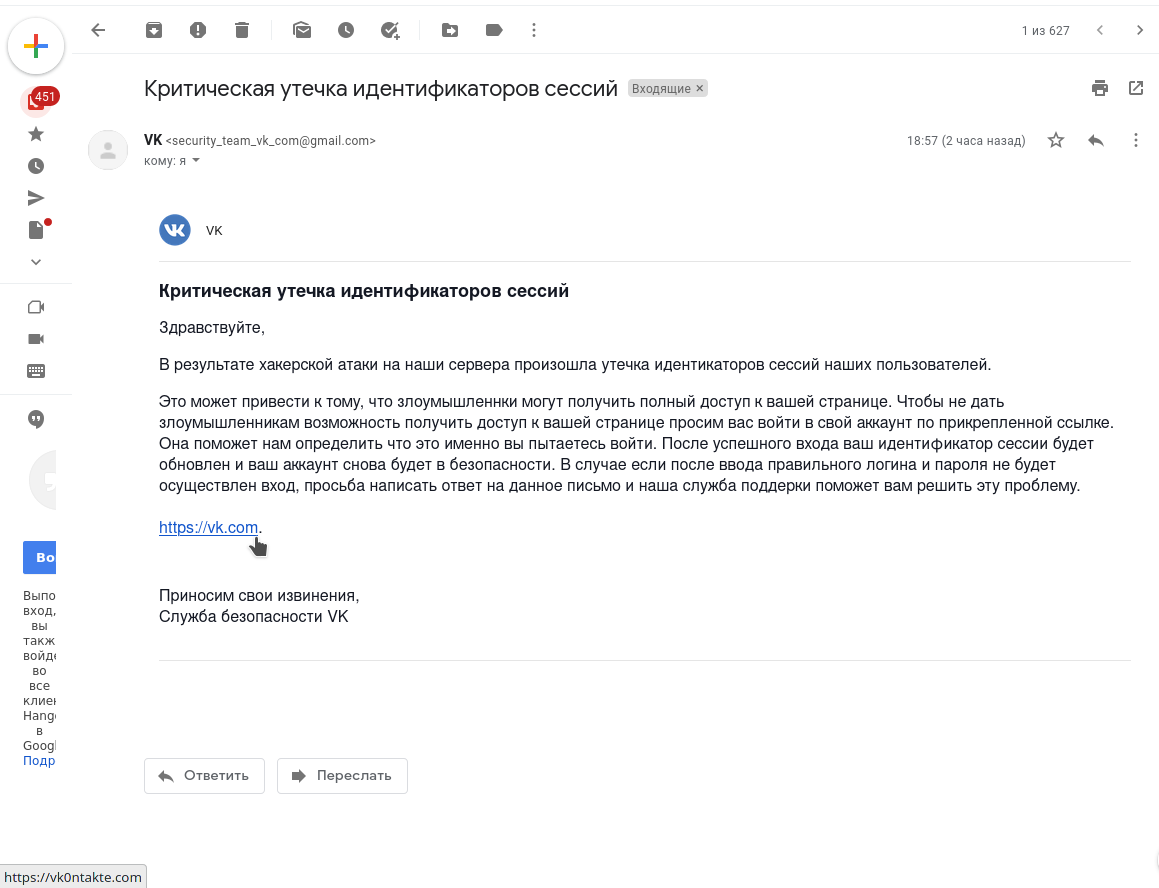 1 из 627
Критическая утечка идентификаторов сессий Входящие ×
451
VK <security_team_vk_com@gmail.com> 18:57 (2 часа назад)
кому: я
VK
Критическая утечка идентификаторов сессий
Здравствуйте,
В результате хакерской атаки на наши сервера произошла утечка идентикаторов сессий наших пользователей.
Это может привести к тому, что злоумышленнки могут получить полный доступ к вашей странице. Чтобы не дать
злоумышленникам возможность получить доступ к вашей странице просим вас войти в свой аккаунт по прикрепленной ссылке.
Она поможет нам определить что это именно вы пытаетесь войти. После успешного входа ваш идентификатор сессии будет
обновлен и ваш аккаунт снова будет в безопасности. В случае если после ввода правильного логина и пароля не будет
осуществлен вход, просьба написать ответ на данное письмо и наша служба поддерки поможет вам решить эту проблему.
https://vk.com.
Приносим свои извинения,
Служба безопасности VK
Во
Выпо
вход,
вы
такж
войде
во
все
клиен
Hang
в
Googl
Подр
Ответить
Переслать
https://vk0ntakte.com